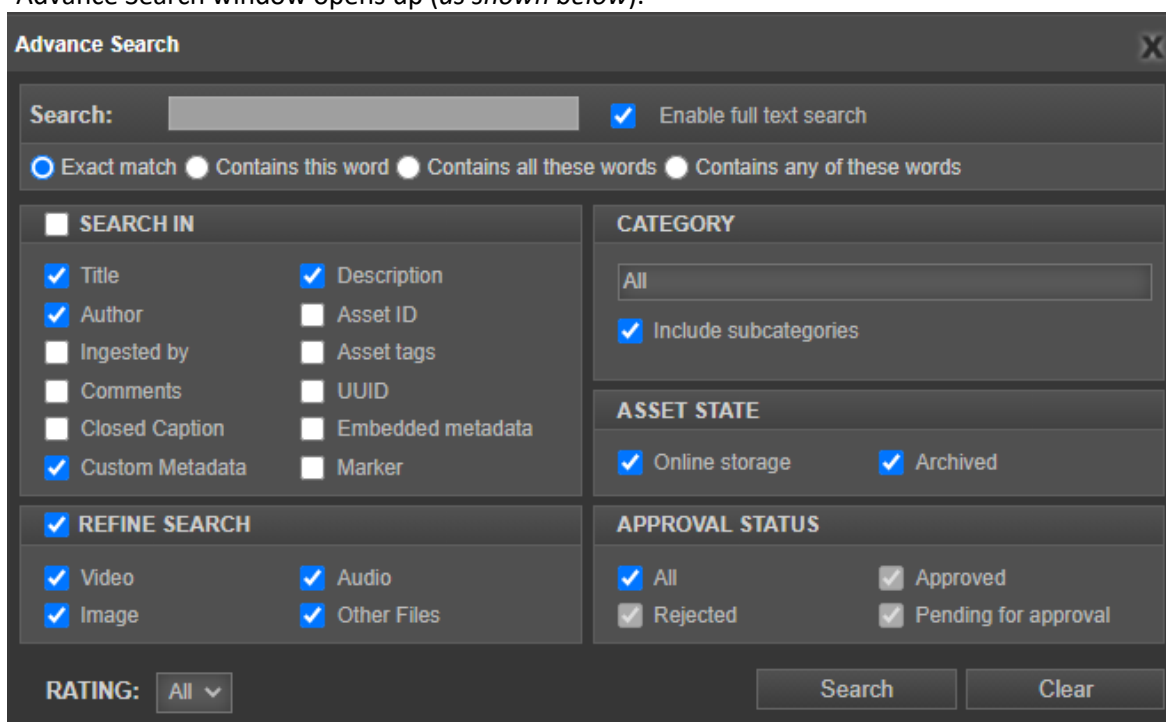 Advance Search window opens up (as shown below):
Advance Search X
Search: Enable full text search
Exact match Contains this word Contains all these words Contains any of these words
SEARCH IN
Title Description
Author Asset ID
Ingested by Asset tags
Comments UUID
Closed Caption Embedded metadata
Custom Metadata Marker
CATEGORY
All
Include subcategories
ASSET STATE
Online storage Archived
REFINE SEARCH
Video Audio
Image Other Files
APPROVAL STATUS
All Approved
Rejected Pending for approval
RATING: All
Search Clear